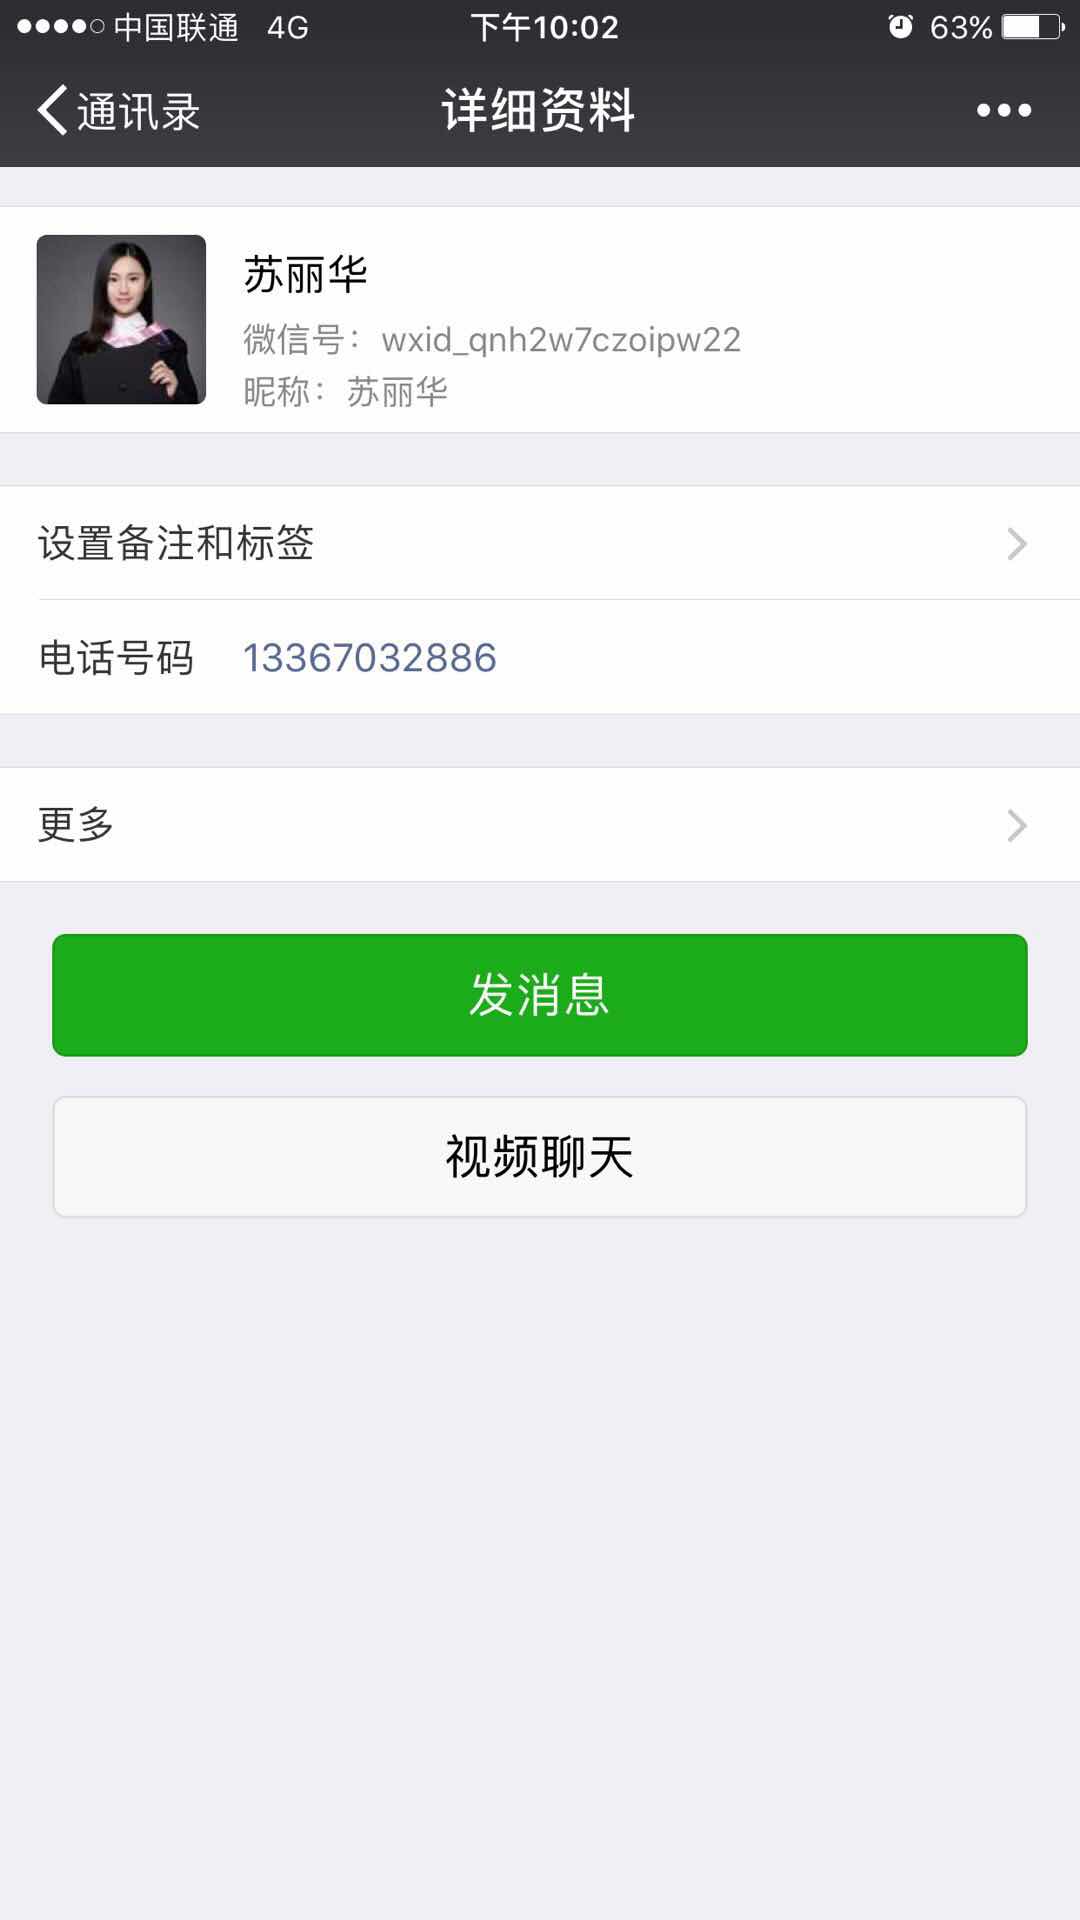 中国联通 4G 下午10:02 63%
通讯录 详细资料
苏丽华
微信号： wxid_qnh2w7czoipw22
昵称： 苏丽华
设置备注和标签
电话号码 13367032886
更多
发消息
视频聊天